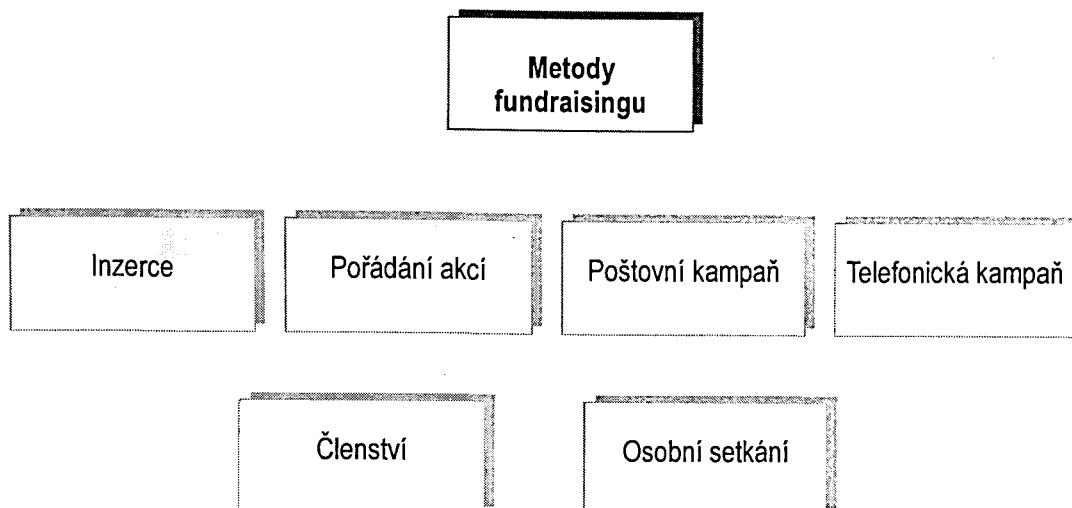 Metody
fundraisingu
Inzerce
Pořádání akcí
Poštovní kampaň
Telefonická kampaň
Členství
Osobní setkání